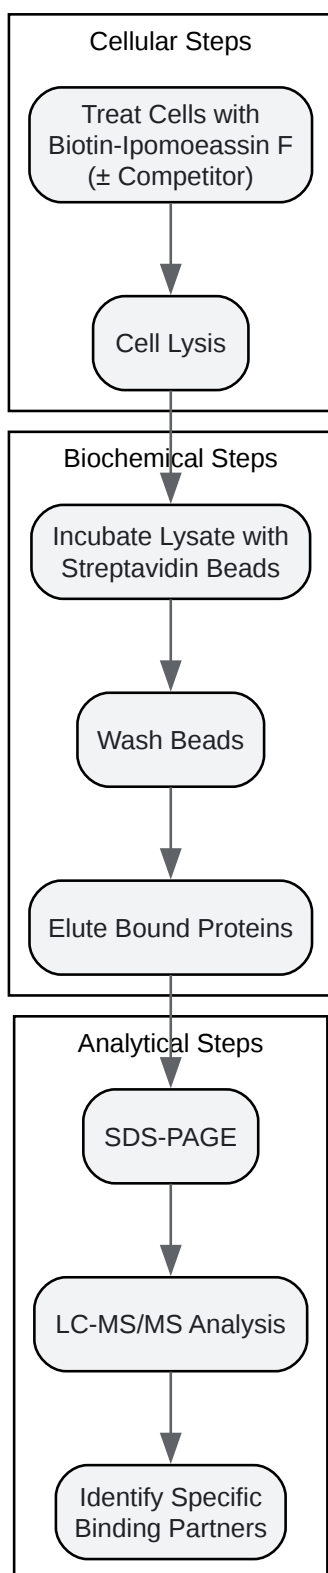 Cellular Steps
Treat Cells with
Biotin-Ipomoeassin F
(± Competitor)
Cell Lysis
Biochemical Steps
Incubate Lysate with
Streptavidin Beads
Wash Beads
Elute Bound Proteins
Analytical Steps
SDS-PAGE
LC-MS/MS Analysis
Identify Specific
Binding Partners